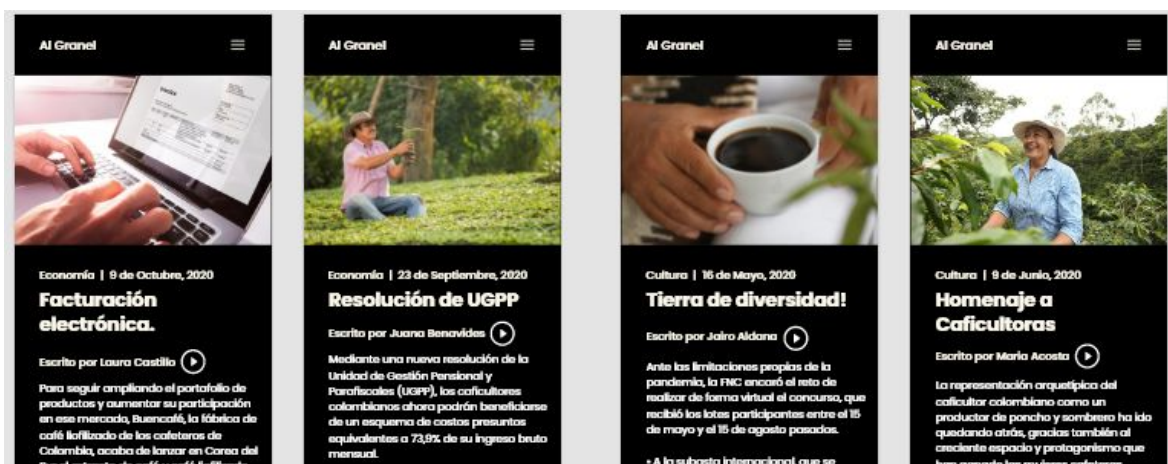 Al Granel
Economía | 9 de Octubre, 2020
Facturación
electrónica.
Escrito por Laura Castillo
Para seguir ampliando el portafolio de
productos y aumentar su participación
en ese mercado, Buencafé, la fábrica de
café liofilizado de los cafeteros de
Colombia, acaba de lanzar en Corea del
Al Granel
Economía | 23 de Septiembre, 2020
Resolución de UGPP
Escrito por Juana Benavides
Mediante una nueva resolución de la
Unidad de Gestión Pensional y
Parafiscales (UGPP), los caficultores
colombianos ahora podrán beneficiarse
de un esquema de costos presuntos
equivalentes a 73,9% de su ingreso bruto
mensual.
Al Granel
Cultura | 16 de Mayo, 2020
Tierra de diversidad!
Escrito por Jairo Aldana
Ante las limitaciones propias de la
pandemia, la FNC encaró el reto de
realizar de forma virtual el concurso, que
recibió los lotes participantes entre el 15
de mayo y el 15 de agosto pasados.
• A la subasta internacional, que se
Al Granel
Cultura | 9 de Junio, 2020
Homenaje a
Caficultoras
Escrito por Maria Acosta
La representación arquetípica del
caficultor colombiano como un
productor de poncho y sombrero ha ido
quedando atrás, gracias también al
creciente espacio y protagonismo que